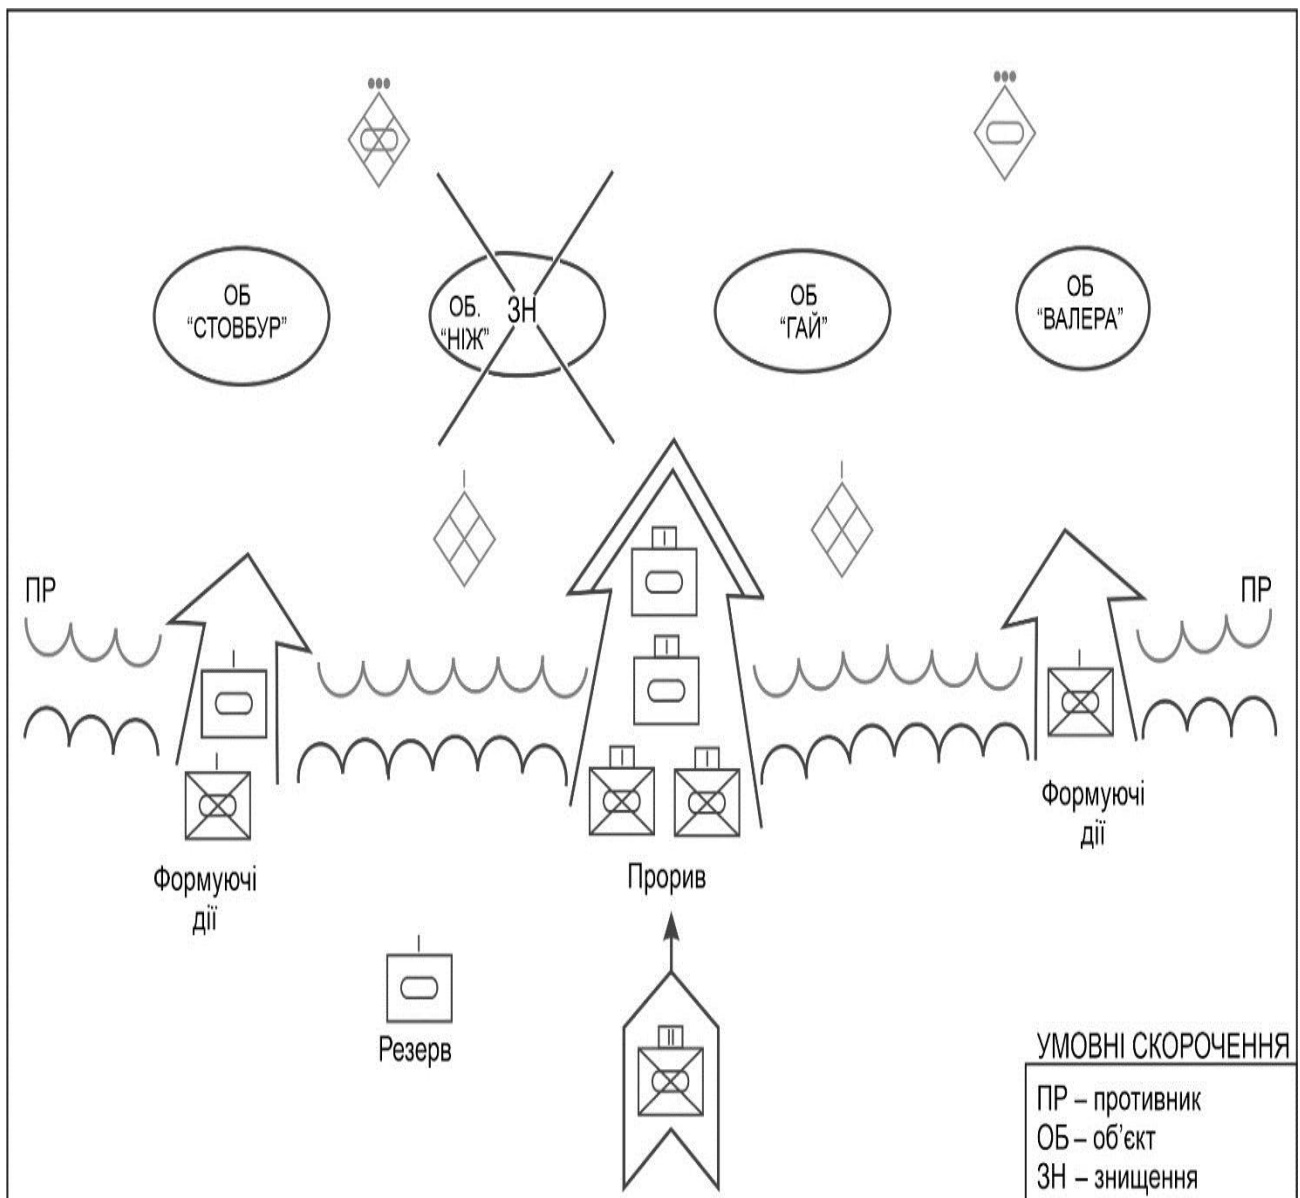 ОБ
“СТОВБУР”
ОБ.
“НІЖ”
ЗН
ОБ
“ГАЙ”
ОБ
“ВАЛЕРА”
ПР
ПР
Формуючі
дії
Прорив
Формуючі
дії
Резерв
УМОВНІ СКОРОЧЕННЯ
ПР – противник
ОБ – об’єкт
ЗН – знищення